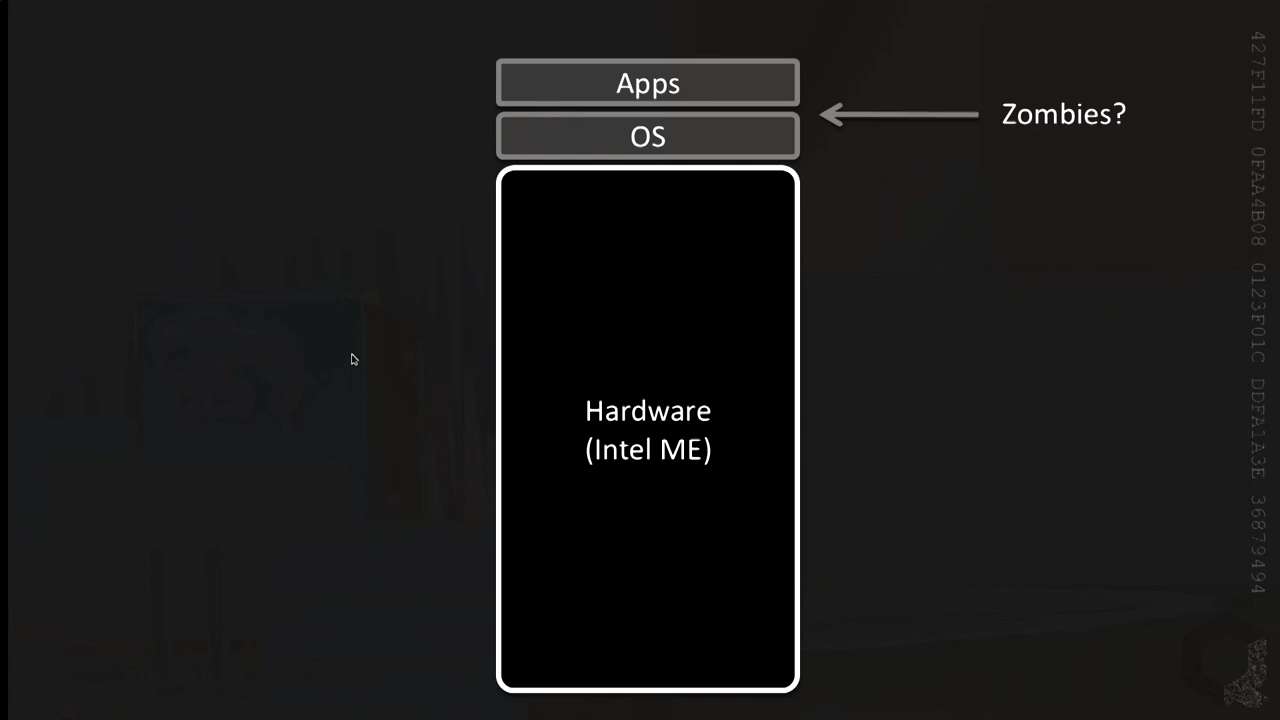 Apps
OS
Zombies?
Hardware
(Intel ME)
427F11FD 0FAA4B08 0123F01C DDFA1A3E 36879494